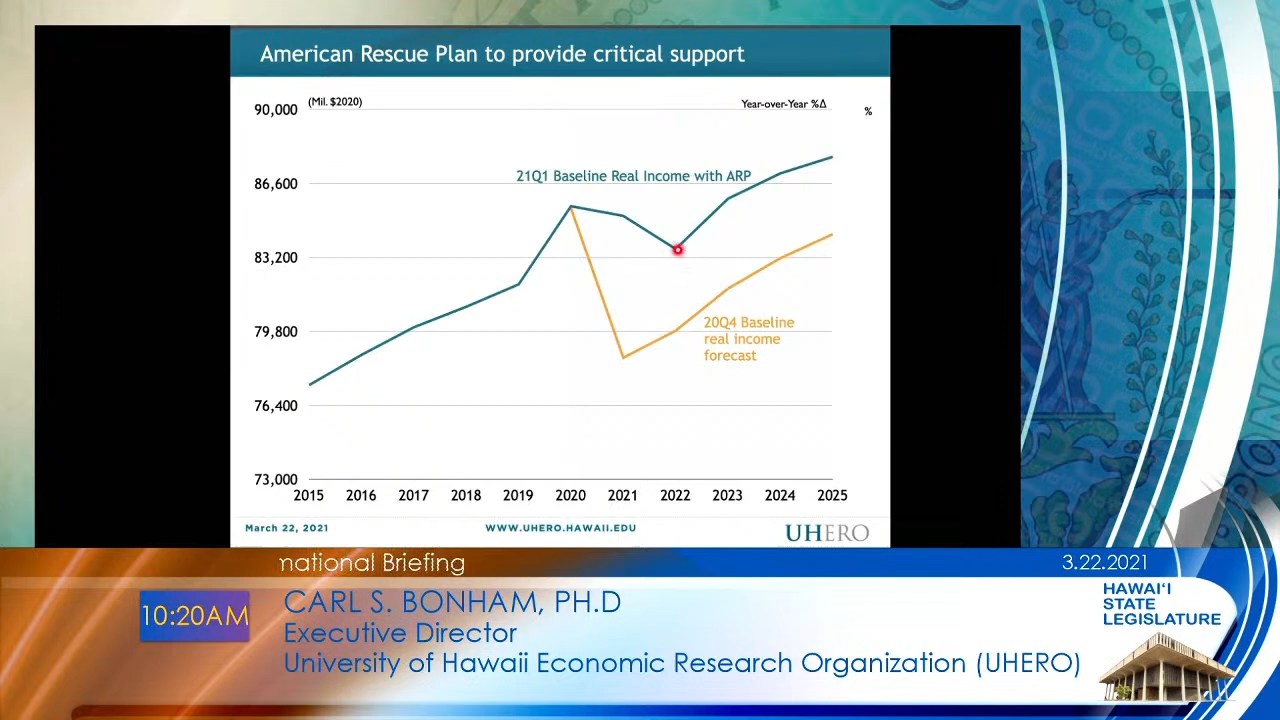 American Rescue Plan to provide critical support
(Mil. $2020)
Year-over-Year %Δ
%
90,000
86,600
83,200
79,800
76,400
73,000
21Q1 Baseline Real Income with ARP
20Q4 Baseline
real income
forecast
2015 2016 2017 2018 2019 2020 2021 2022 2023 2024 2025
March 22, 2021
WWW.UHERO.HAWAII.EDU
UHERO
national Briefing
3.22.2021
10:20AM
CARL S. BONHAM, PH.D
Executive Director
University of Hawaii Economic Research Organization (UHERO)
HAWAIʻI
STATE
LEGISLATURE